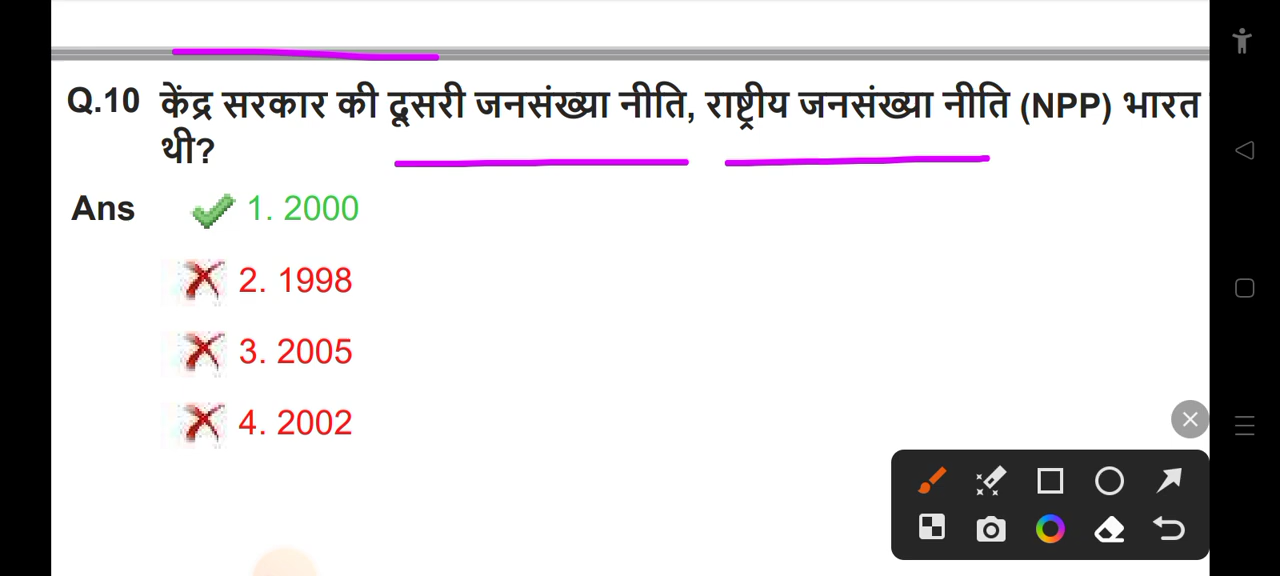 Q.10 केंद्र सरकार की दूसरी जनसंख्या नीति, राष्ट्रीय जनसंख्या नीति (NPP) भारत
थी?
Ans 1. 2000
2. 1998
3. 2005
4. 2002